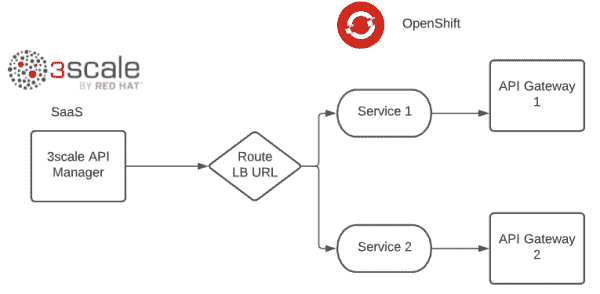 OpenShift
3scale
BY RED HAT
SaaS
3scale API
Manager
Route
LB URL
Service 1
API Gateway
1
Service 2
API Gateway
2